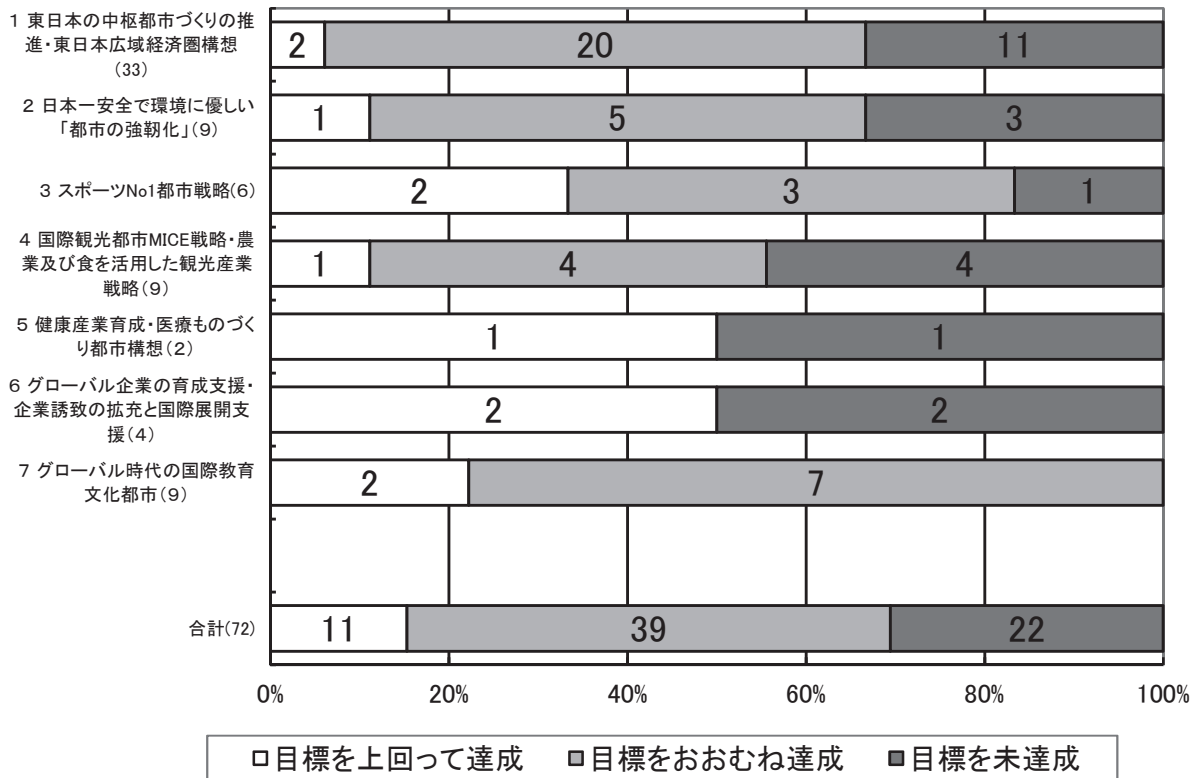 1 東日本の中枢都市づくりの推
進・東日本広域経済圏構想
(33)
2 20 11
2 日本一安全で環境に優しい
「都市の強靭化」(9)
1 5 3
3 スポーツNo1都市戦略(6)
2 3 1
4 国際観光都市MICE戦略・農
業及び食を活用した観光産業
戦略(9)
1 4 4
5 健康産業育成・医療ものづく
り都市構想(2)
1 1
6 グローバル企業の育成支援・
企業誘致の拡充と国際展開支
援(4)
2 2
7 グローバル時代の国際教育
文化都市(9)
2 7
合計(72)
11 39 22
0% 20% 40% 60% 80% 100%
目標を上回って達成 目標をおおむね達成 目標を未達成